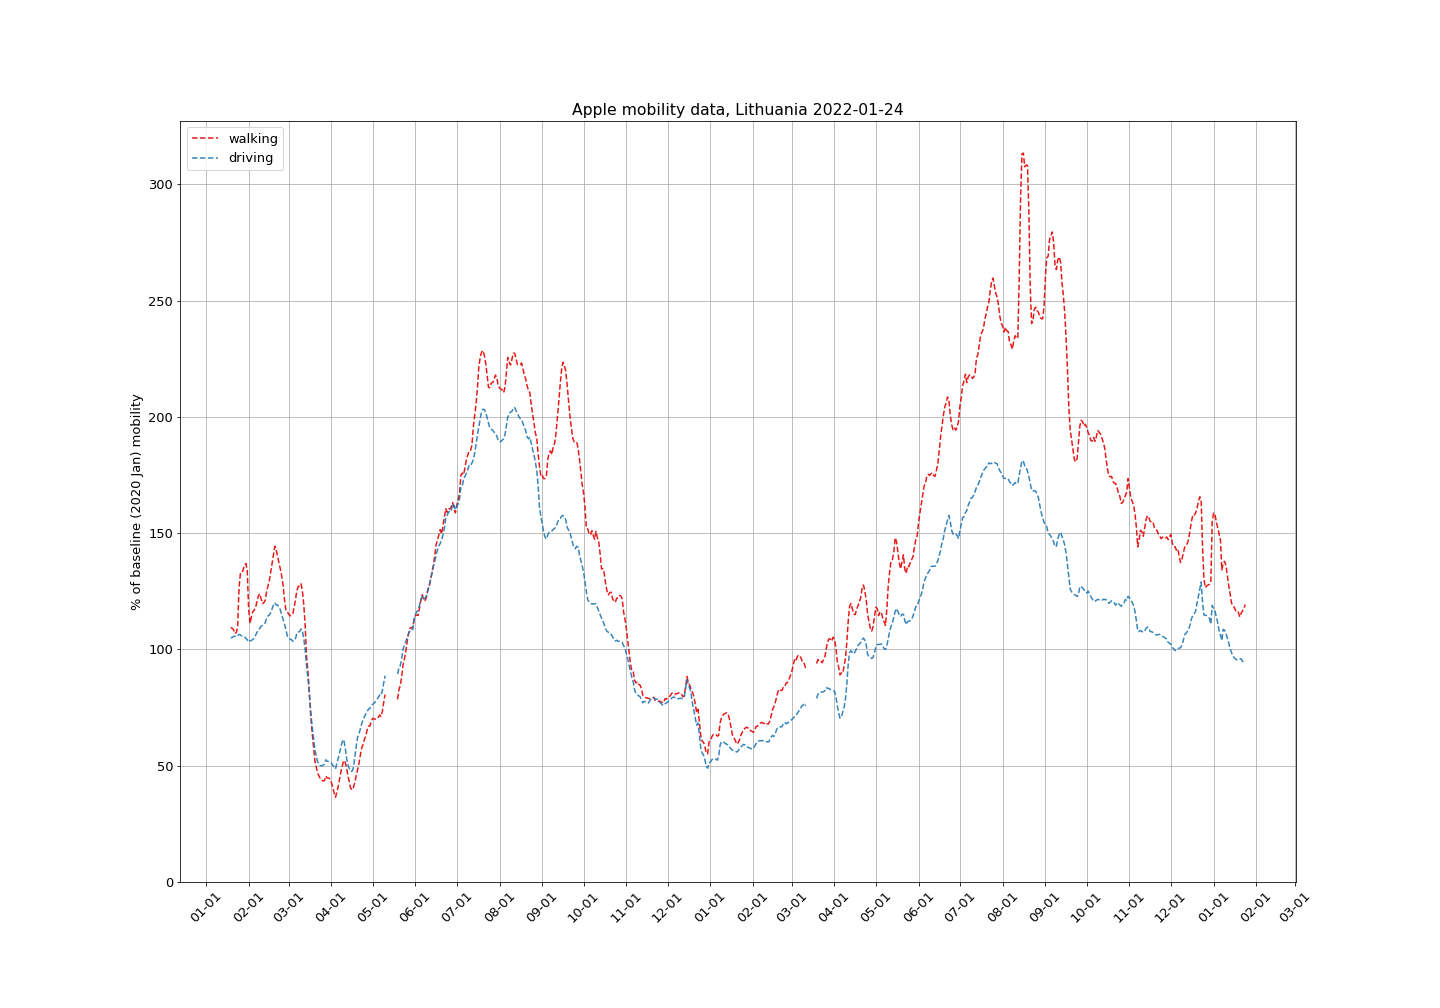 Apple mobility data, Lithuania 2022-01-24
walking
driving
% of baseline (2020 Jan) mobility
300
250
200
150
100
50
0
01-01 02-01 03-01 04-01 05-01 06-01 07-01 08-01 09-01 10-01 11-01 12-01 01-01 02-01 03-01 04-01 05-01 06-01 07-01 08-01 09-01 10-01 11-01 12-01 01-01 02-01 03-01